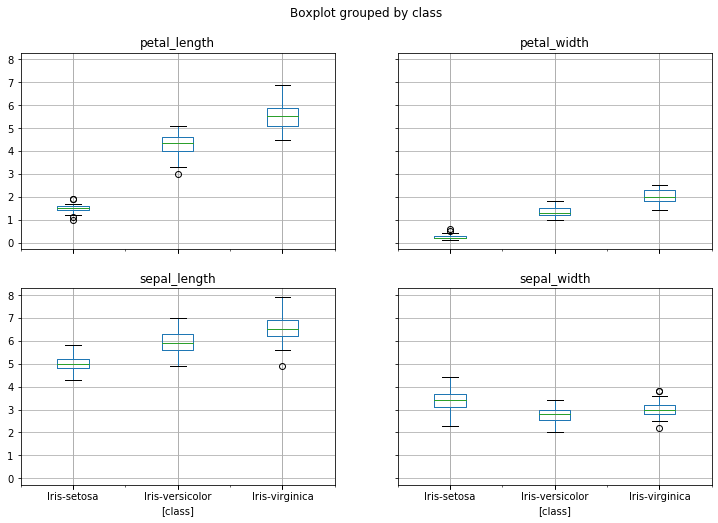 Boxplot grouped by class
petal_length
petal_width
8
7
6
5
4
3
2
1
0
sepal_length
sepal_width
8
7
6
5
4
3
2
1
0
Iris-setosa Iris-versicolor Iris-virginica
[class]
Iris-setosa Iris-versicolor Iris-virginica
[class]